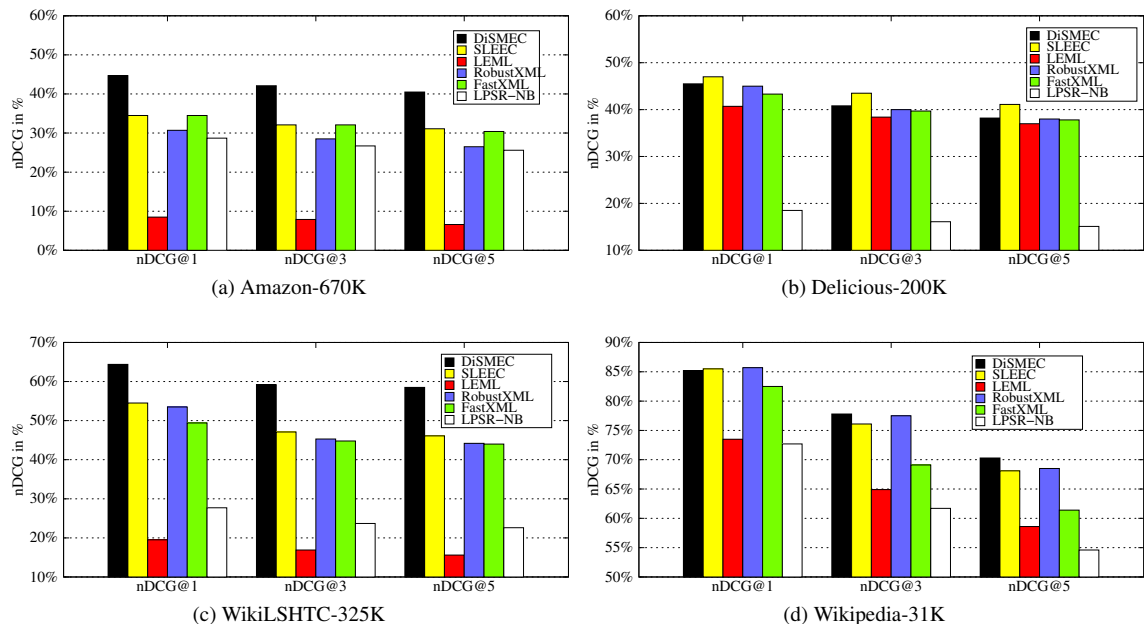 60%
50%
40%
30%
20%
10%
0%
nDCG in %
nDCG@1
nDCG@3
nDCG@5
DiSMEC
SLEEC
LEML
RobustXML
FastXML
LPSR−NB
(a) Amazon-670K
60%
50%
40%
30%
20%
10%
nDCG in %
nDCG@1
nDCG@3
nDCG@5
DiSMEC
SLEEC
LEML
RobustXML
FastXML
LPSR−NB
(b) Delicious-200K
70%
60%
50%
40%
30%
20%
10%
nDCG in %
nDCG@1
nDCG@3
nDCG@5
DiSMEC
SLEEC
LEML
RobustXML
FastXML
LPSR−NB
(c) WikiLSHTC-325K
90%
85%
80%
75%
70%
65%
60%
55%
50%
nDCG in %
nDCG@1
nDCG@3
nDCG@5
DiSMEC
SLEEC
LEML
RobustXML
FastXML
LPSR−NB
(d) Wikipedia-31K